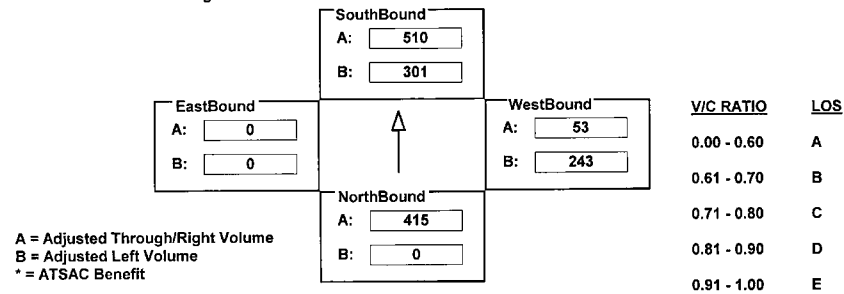 SouthBound
A: 510
B: 301
EastBound
A: 0
B: 0
WestBound
A: 53
B: 243
NorthBound
A: 415
B: 0
A = Adjusted Through/Right Volume
B = Adjusted Left Volume
* = ATSAC Benefit
V/C RATIO LOS
0.00 - 0.60 A
0.61 - 0.70 B
0.71 - 0.80 C
0.81 - 0.90 D
0.91 - 1.00 E